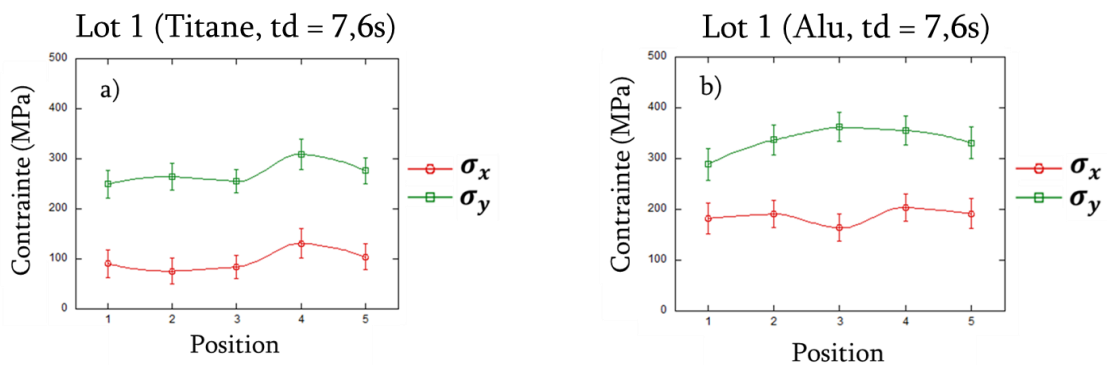 Lot 1 (Titane, td = 7,6s)
500
400
300
200
100
0
a)
Contrainte (MPa)
1 2 3 4 5
Position
σx
σy
Lot 1 (Alu, td = 7,6s)
500
400
300
200
100
0
b)
Contrainte (MPa)
1 2 3 4 5
Position
σx
σy